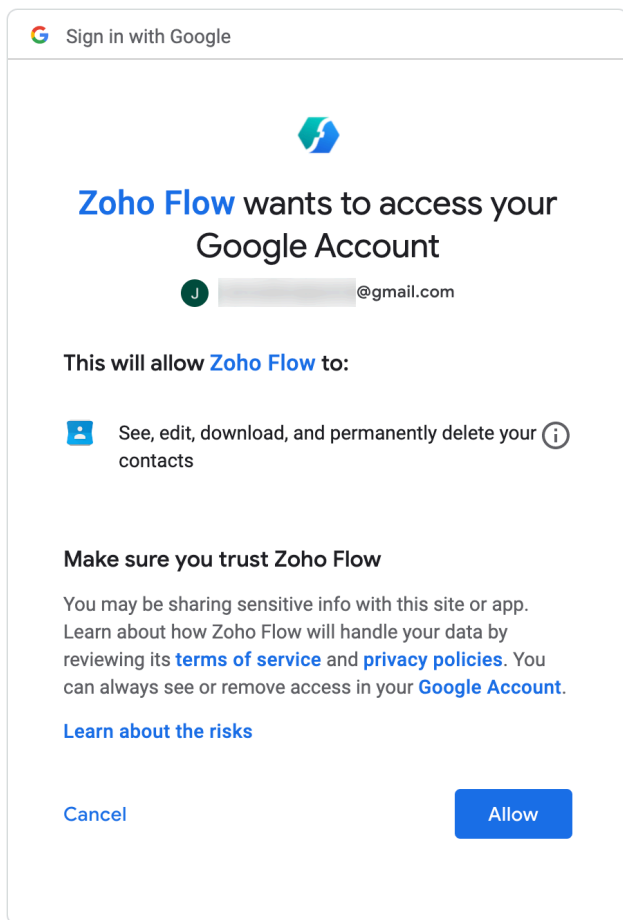 Sign in with Google
Zoho Flow wants to access your
Google Account
J
@gmail.com
This will allow Zoho Flow to:
See, edit, download, and permanently delete your
contacts
Make sure you trust Zoho Flow
You may be sharing sensitive info with this site or app.
Learn about how Zoho Flow will handle your data by
reviewing its terms of service and privacy policies. You
can always see or remove access in your Google Account.
Learn about the risks
Cancel
Allow